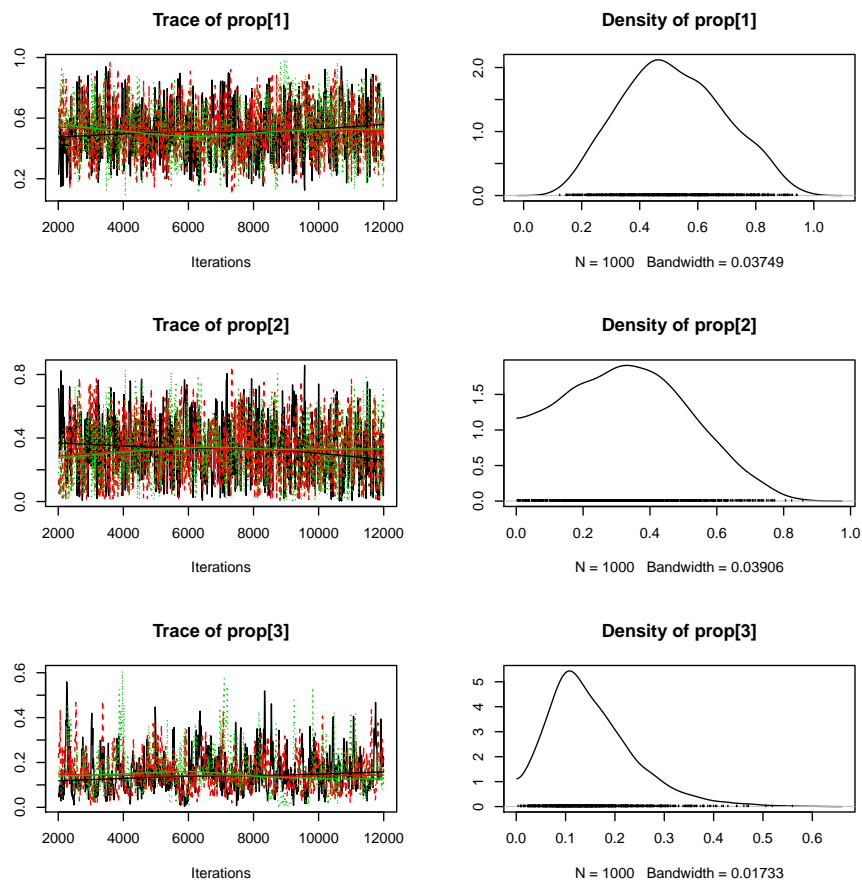 Trace of prop[1]
Density of prop[1]
0.2 0.6 1.0
2000 4000 6000 8000 10000 12000
Iterations
0.0 1.0 2.0
0.0 0.2 0.4 0.6 0.8 1.0
N = 1000 Bandwidth = 0.03749
Trace of prop[2]
Density of prop[2]
0.0 0.4 0.8
2000 4000 6000 8000 10000 12000
Iterations
0.0 0.5 1.0 1.5
0.0 0.2 0.4 0.6 0.8 1.0
N = 1000 Bandwidth = 0.03906
Trace of prop[3]
Density of prop[3]
0.0 0.2 0.4 0.6
2000 4000 6000 8000 10000 12000
Iterations
0 1 2 3 4 5
0.0 0.1 0.2 0.3 0.4 0.5 0.6
N = 1000 Bandwidth = 0.01733